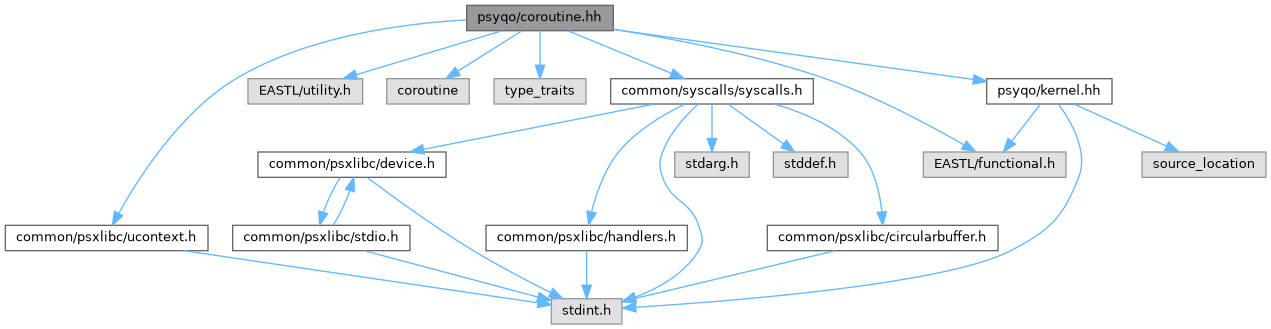 psyqo/coroutine.hh
EASTL/utility.h
coroutine
type_traits
common/syscalls/syscalls.h
psyqo/kernel.hh
common/psxlibc/device.h
stdarg.h
stddef.h
EASTL/functional.h
source_location
common/psxlibc/ucontext.h
common/psxlibc/stdio.h
common/psxlibc/handlers.h
common/psxlibc/circularbuffer.h
stdint.h